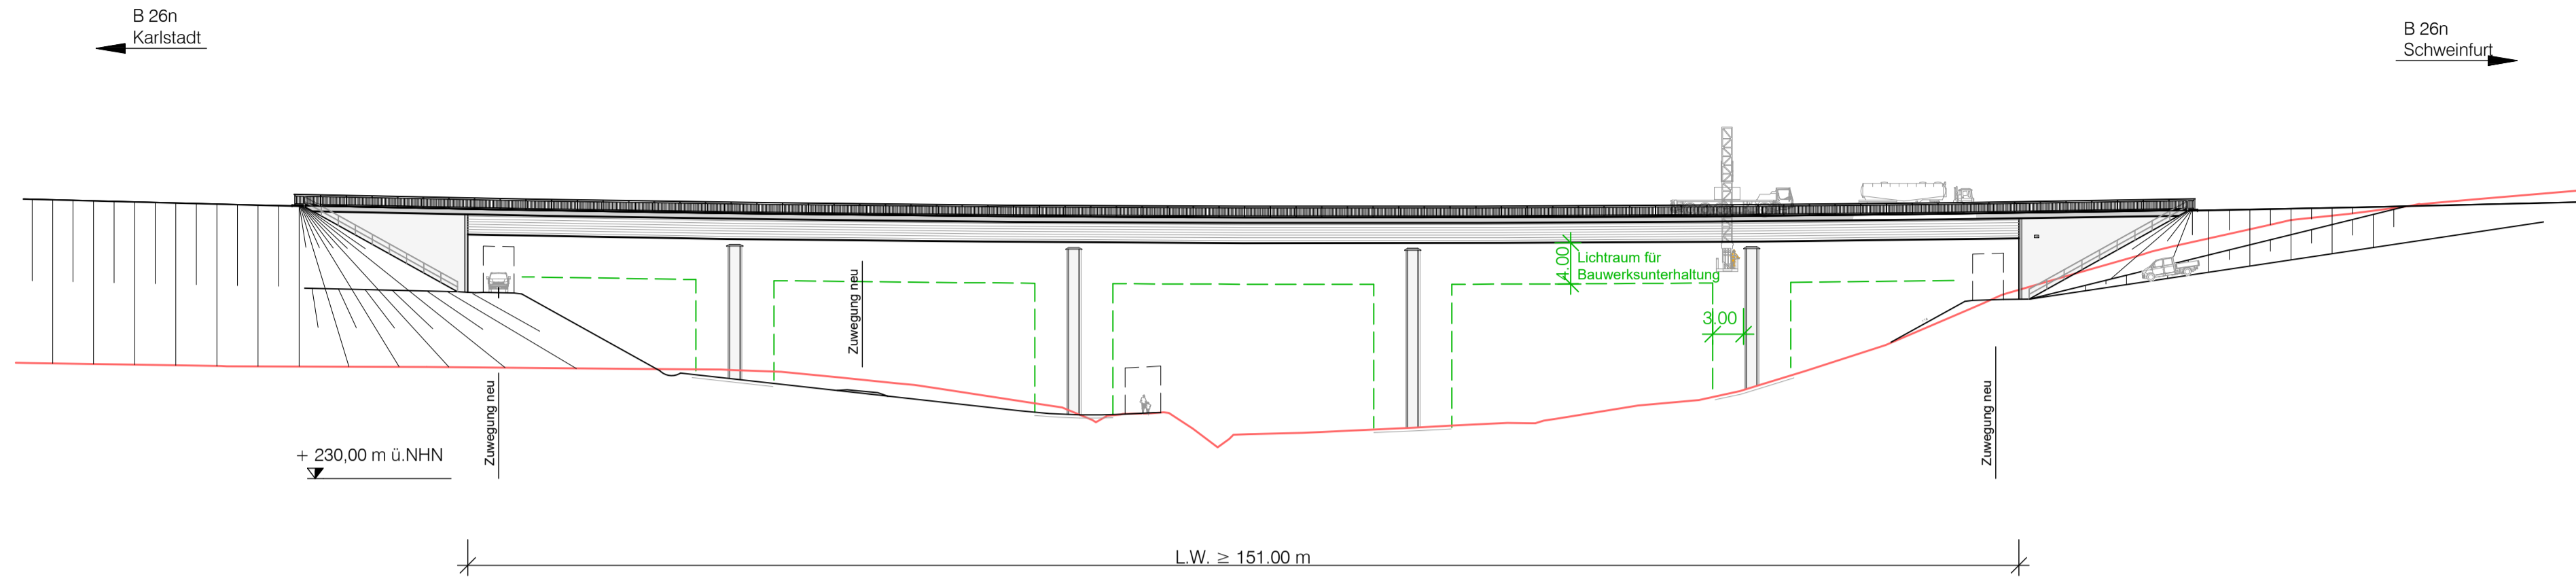 B 26n
Karlstadt
B 26n
Schweinfurt
4.00
Lichtraum für
Bauwerksunterhaltung
Zuwegung neu
3.00
Zuwegung neu
Zuwegung neu
+ 230,00 m ü.NHN
L.W. ≥ 151.00 m